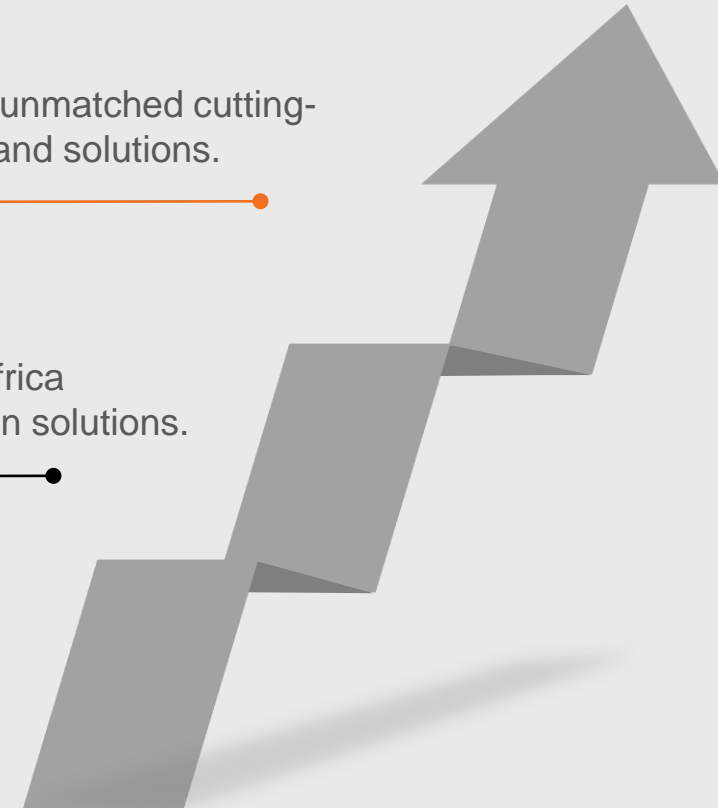 unmatched cutting-
and solutions.
frica
n solutions.